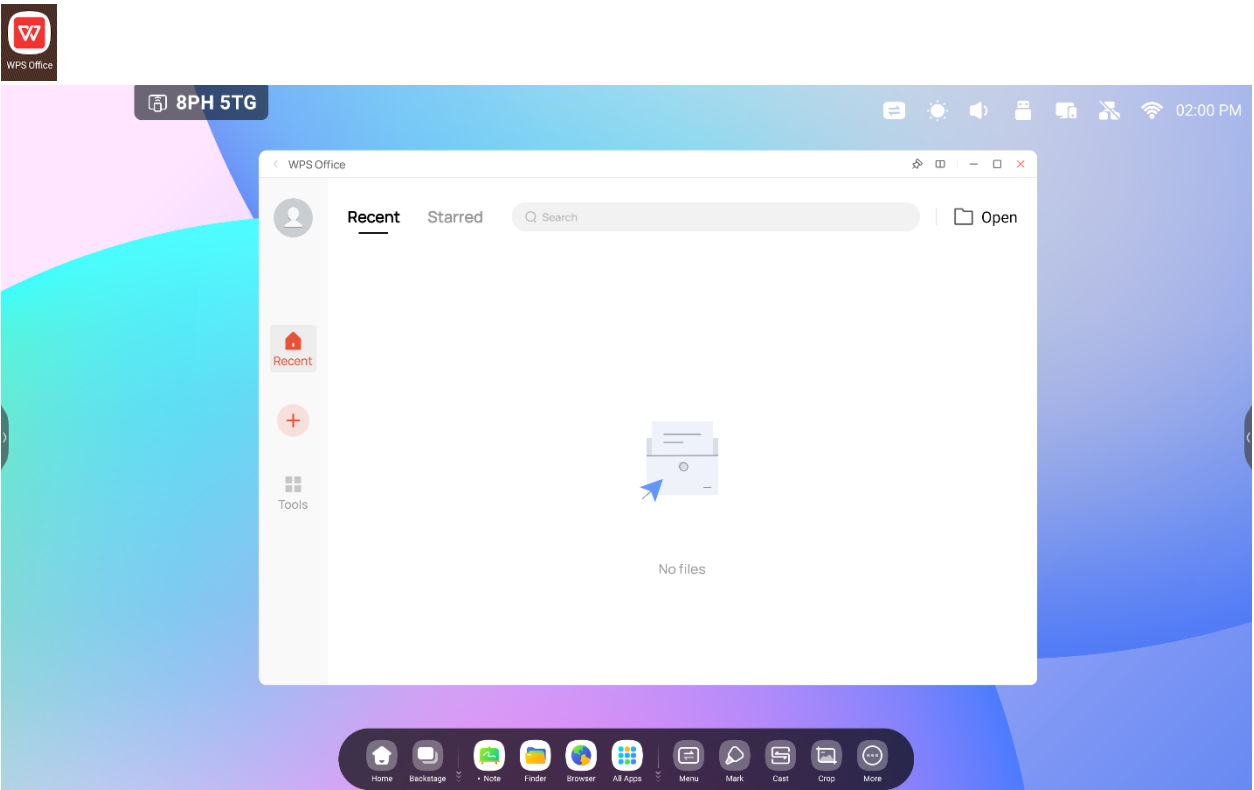 WPS Office
8PH 5TG
02:00 PM
WPS Office
Recent Starred Search Open
Recent
Tools
No files
Home Backstage • Note Finder Browser All Apps Menu Mark Cast Crop More